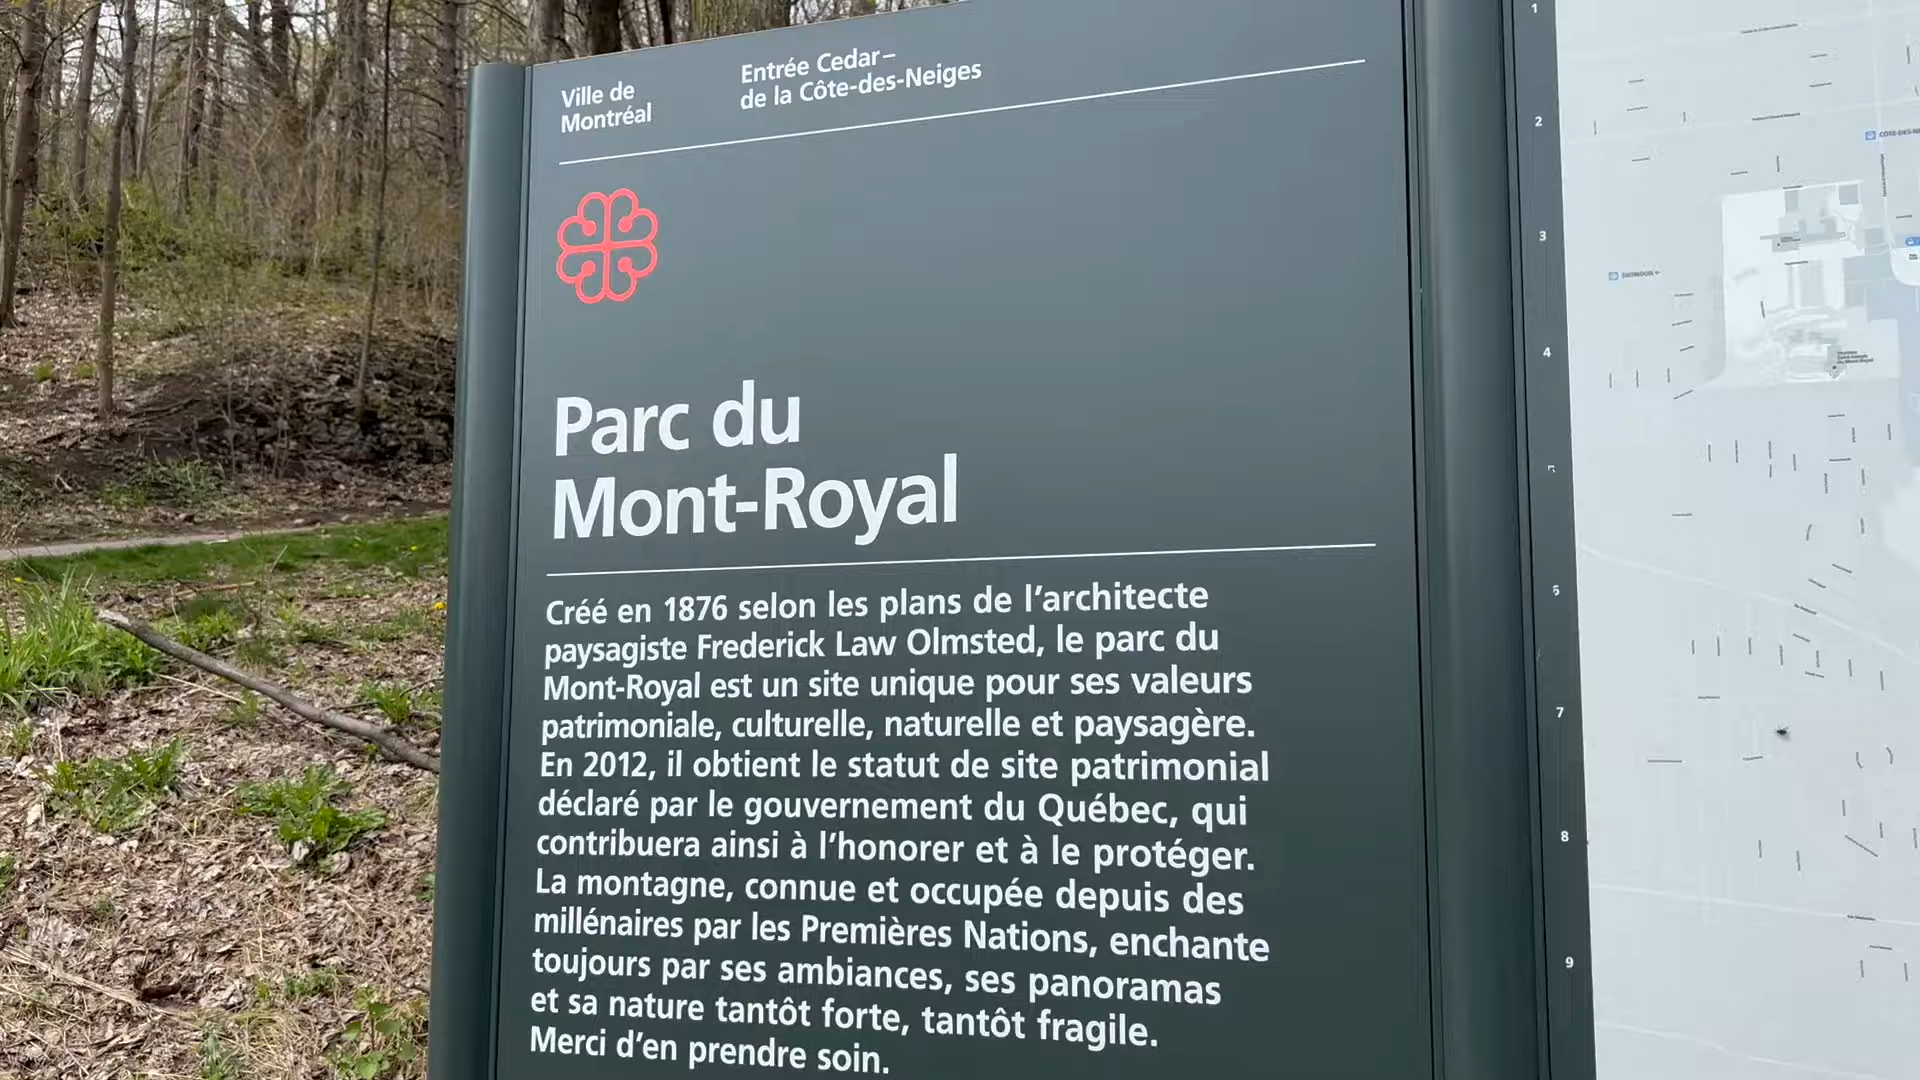 Ville de
Montréal
Entrée Cedar–
de la Côte-des-Neiges
Parc du
Mont-Royal
Créé en 1876 selon les plans de l’architecte
paysagiste Frederick Law Olmsted, le parc du
Mont-Royal est un site unique pour ses valeurs
patrimoniale, culturelle, naturelle et paysagère.
En 2012, il obtient le statut de site patrimonial
déclaré par le gouvernement du Québec, qui
contribuera ainsi à l’honorer et à le protéger.
La montagne, connue et occupée depuis des
millénaires par les Premières Nations, enchante
toujours par ses ambiances, ses panoramas
et sa nature tantôt forte, tantôt fragile.
Merci d’en prendre soin.
1
2
3
4
7
8
9
SNOWDON